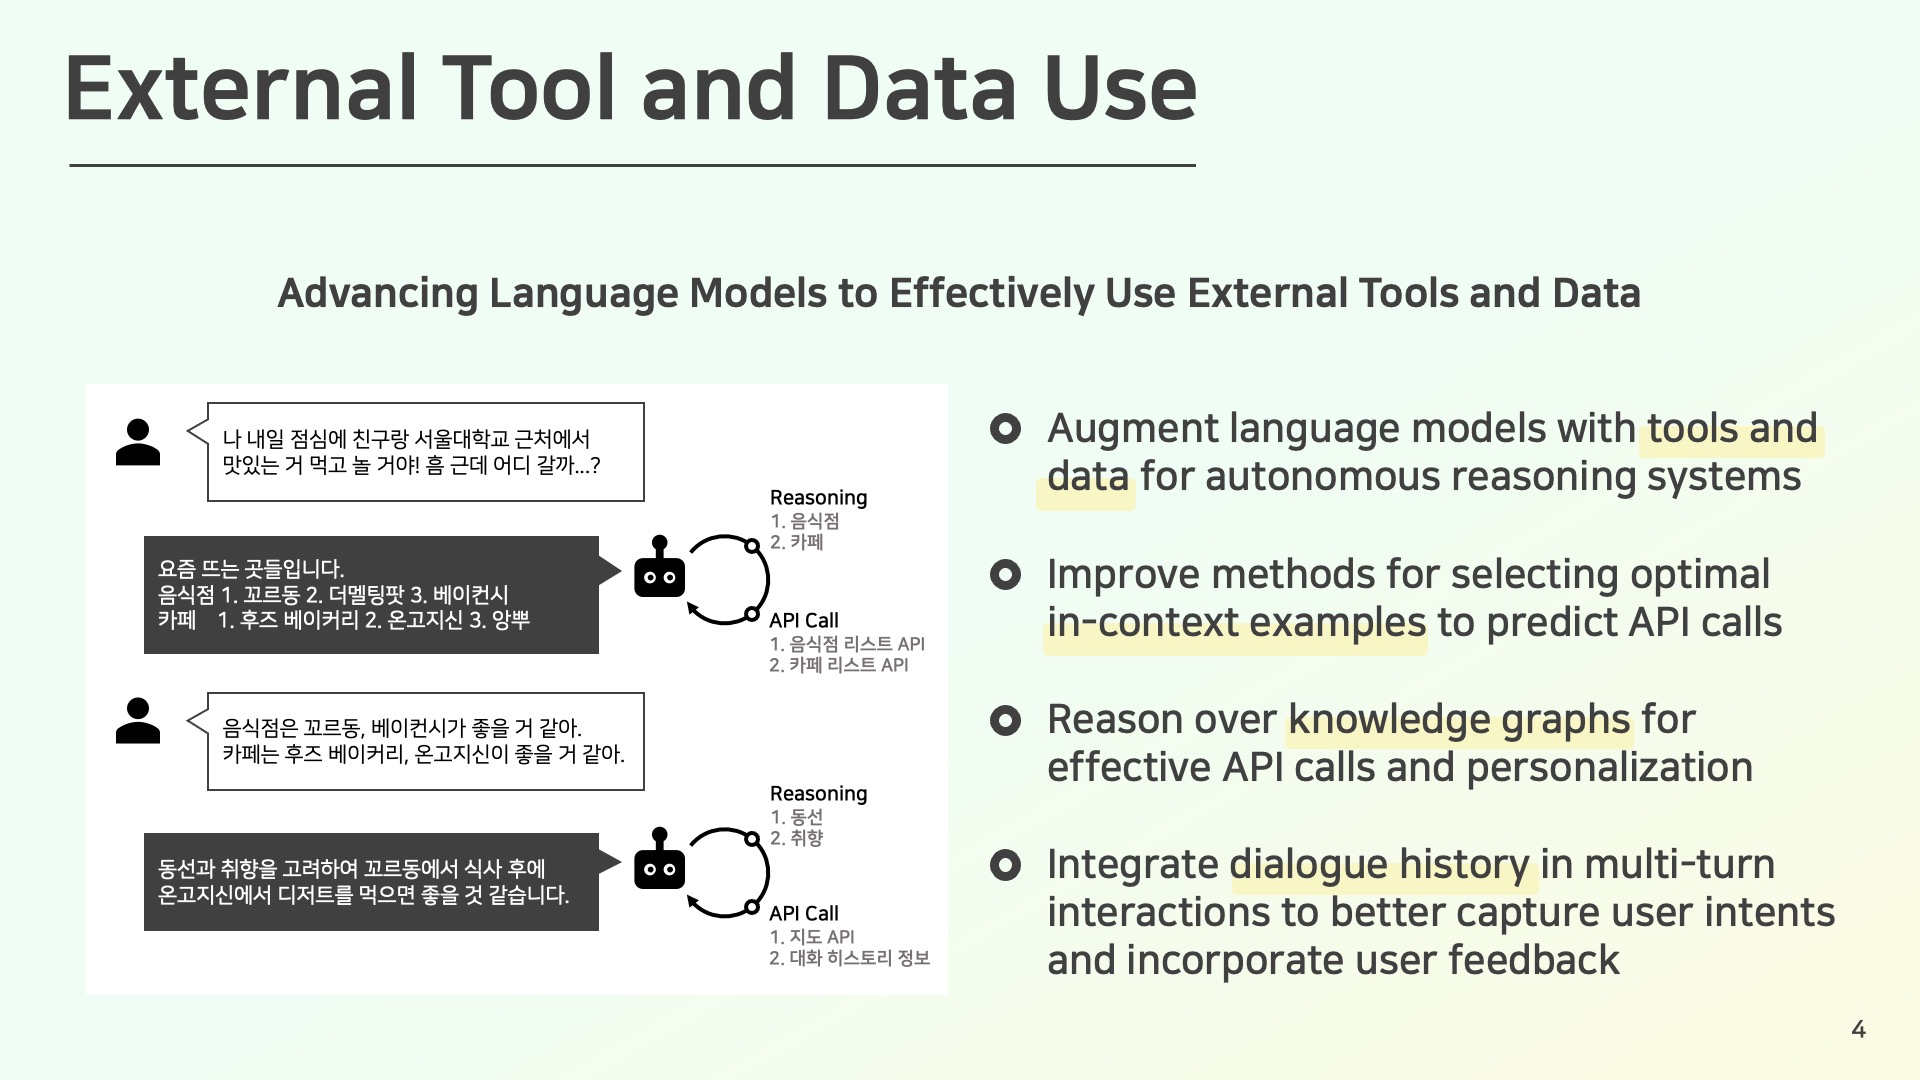 External Tool and Data Use
Advancing Language Models to Effectively Use External Tools and Data
나 내일 점심에 친구랑 서울대학교 근처에서
맛있는 거 먹고 놀 거야! 흠 근데 어디 갈까...?
Reasoning
1. 음식점
2. 카페
요즘 뜨는 곳들입니다.
음식점 1. 꼬르동 2. 더멜팅팟 3. 베이컨시
카페 1. 후즈 베이커리 2. 온고지신 3. 앙뿌
API Call
1. 음식점 리스트 API
2. 카페 리스트 API
음식점은 꼬르동, 베이컨시가 좋을 거 같아.
카페는 후즈 베이커리, 온고지신이 좋을 거 같아.
Reasoning
1. 동선
2. 취향
동선과 취향을 고려하여 꼬르동에서 식사 후에
온고지신에서 디저트를 먹으면 좋을 것 같습니다.
API Call
1. 지도 API
2. 대화 히스토리 정보
Augment language models with tools and
data for autonomous reasoning systems
Improve methods for selecting optimal
in-context examples to predict API calls
Reason over knowledge graphs for
effective API calls and personalization
Integrate dialogue history in multi-turn
interactions to better capture user intents
and incorporate user feedback
4